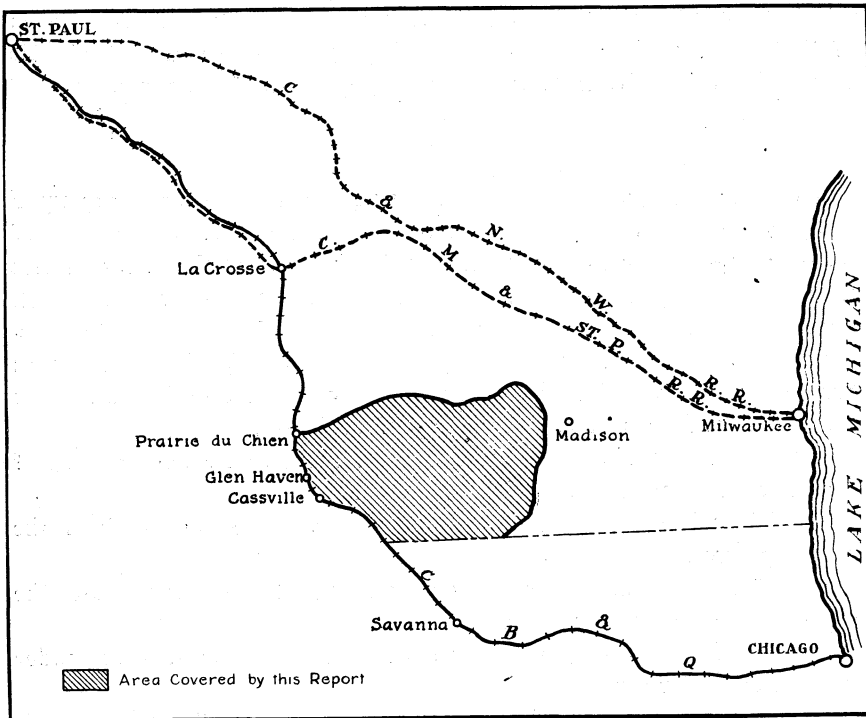 ST. PAUL
C. & N. W. R. R.
La Crosse
C. M. & ST. P. R. R.
Prairie du Chien
Madison
Milwaukee
Glen Haven
Cassville
LAKE MICHIGAN
Savanna
C B & Q
CHICAGO
Area Covered by this Report